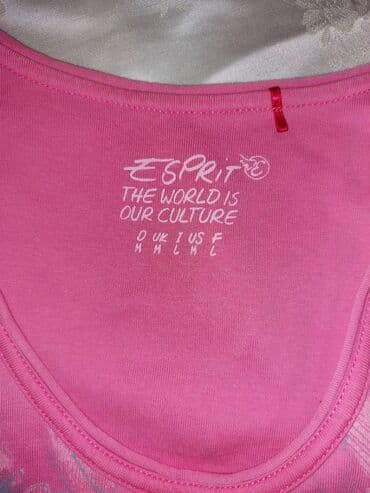 ESPRiT
THE WORLD IS
OUR CULTURE
D UK I US F
M M L M L